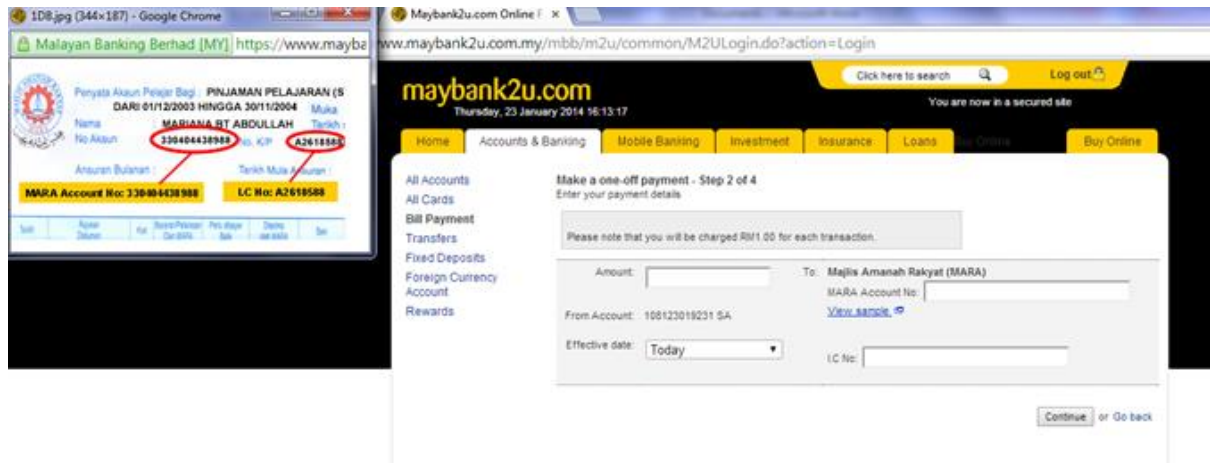 1DB.jpg (344×187) - Google Chrome
Malayan Banking Berhad [MY] https://www.mayba
Penyata Akaun Pelajar Bagi : PINJAMAN PELAJARAN (S
DARI 01/12/2003 HINGGA 30/11/2004 Muka
Nama : MARIANA BT ABDULLAH Tarikh
No Akaun 330404438988 No. K/P A2618588
Ansuran Bulanan : Tarikh Mula Ansuran :
MARA Account No: 330404438988 I.C No: A2618588
Maybank2u.com Online F
ww.maybank2u.com.my/mbb/m2u/common/M2ULogin.do?action=Login
maybank2u.com
Thursday, 23 January 2014 16:13:17
Click here to search
Log out
You are now in a secured site
Home Accounts & Banking Mobile Banking Investment Insurance Loans Buy Online Buy Online
All Accounts
All Cards
Bill Payment
Transfers
Fixed Deposits
Foreign Currency
Account
Rewards
Make a one-off payment - Step 2 of 4
Enter your payment details
Please note that you will be charged RM1.00 for each transaction.
Amount:
To: Majlis Amanah Rakyat (MARA)
MARA Account No:
View sample
From Account: 108123019231 SA
Effective date: Today
I.C No:
Continue or Go back